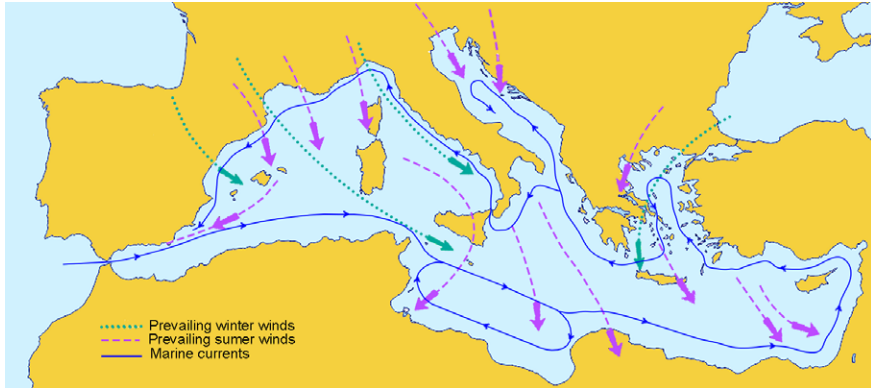 Prevailing winter winds
Prevailing sumer winds
Marine currents